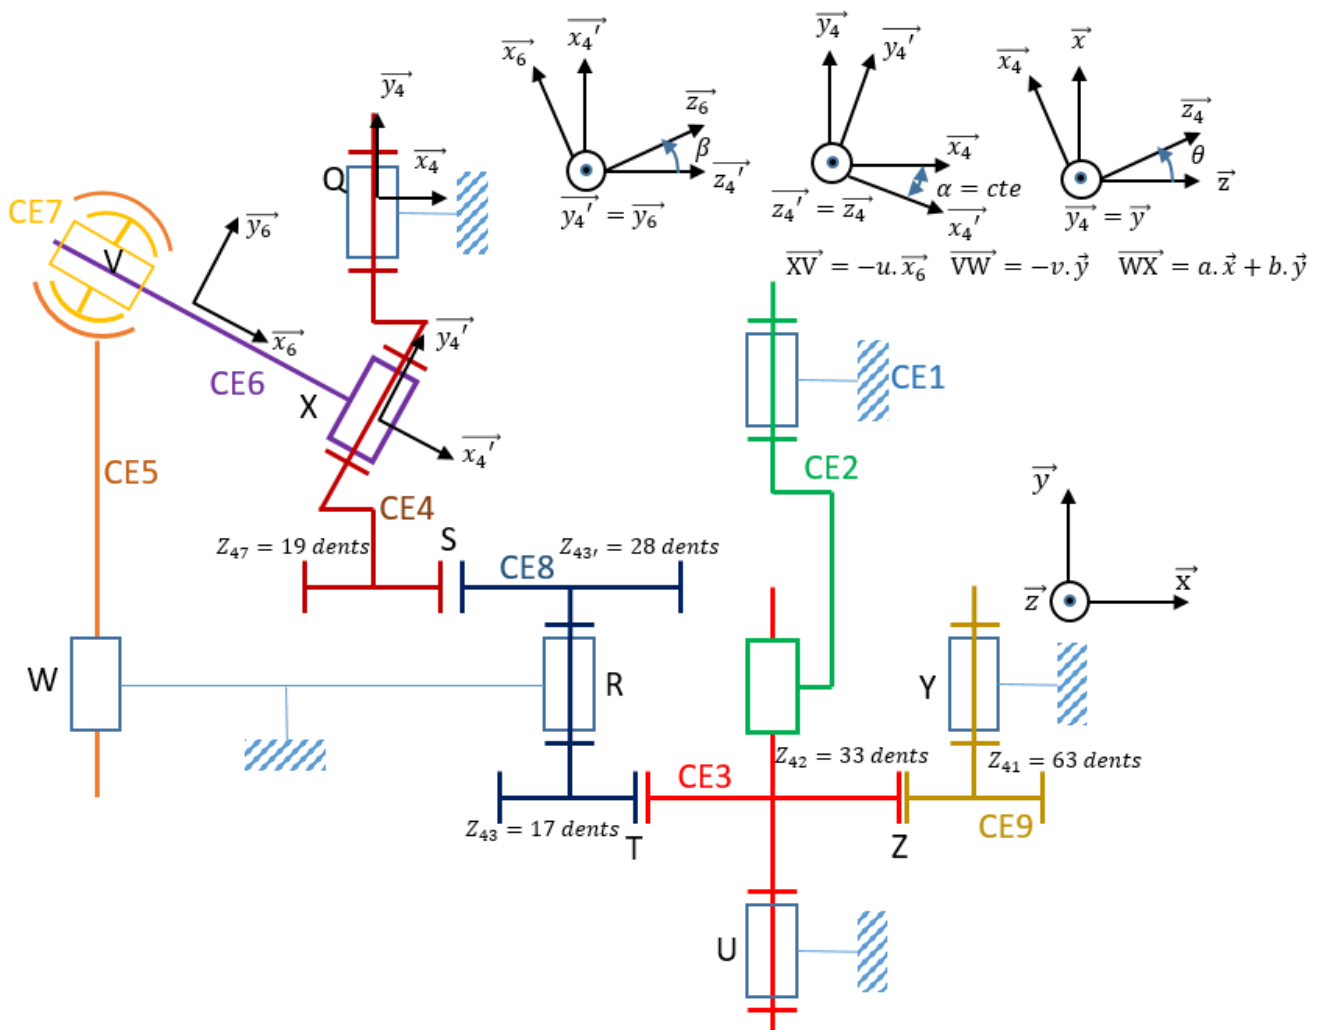 x₆→ x₄'→ z₆→ β z₄'→ y₄'→ = y₆→
y₄→ y₄'→ x₄→ α = cte x₄'→ z₄'→ = z₄→
x₄→ x→ z₄→ θ z→ y₄→ = y→
XV→ = −u.x₆→ VW→ = −v.y→ WX→ = a.x→ + b.y→
y₄→
x₄→
Q
CE7
V
y₆→
x₆→
CE6
X
y₄'→
x₄'→
CE1
CE2
CE5
CE4
Z₄₇ = 19 dents
S
CE8
Z₄₃' = 28 dents
y→
x→
z→
W
R
Y
CE3
Z₄₂ = 33 dents
Z₄₁ = 63 dents
Z₄₃ = 17 dents
T
Z
CE9
U